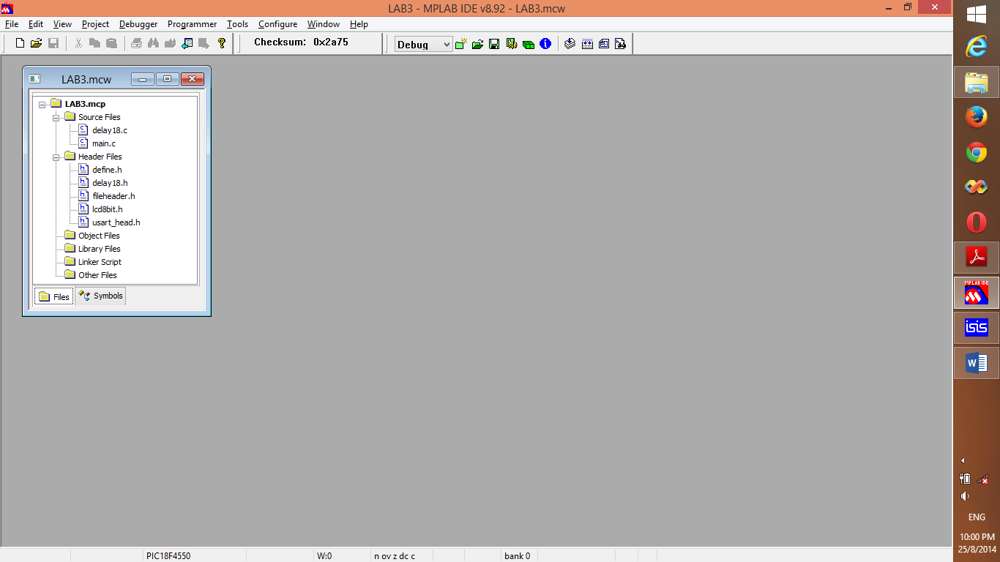 LAB3 - MPLAB IDE v8.92 - LAB3.mcw
File Edit View Project Debugger Programmer Tools Configure Window Help
Checksum: 0x2a75
Debug
LAB3.mcw
LAB3.mcp
Source Files
delay18.c
main.c
Header Files
define.h
delay18.h
fileheader.h
lcd8bit.h
usart_head.h
Object Files
Library Files
Linker Script
Other Files
Files Symbols
MPLAB IDE
isis
W
ENG
10:00 PM
25/8/2014
PIC18F4550 W:0 n ov z dc c bank 0